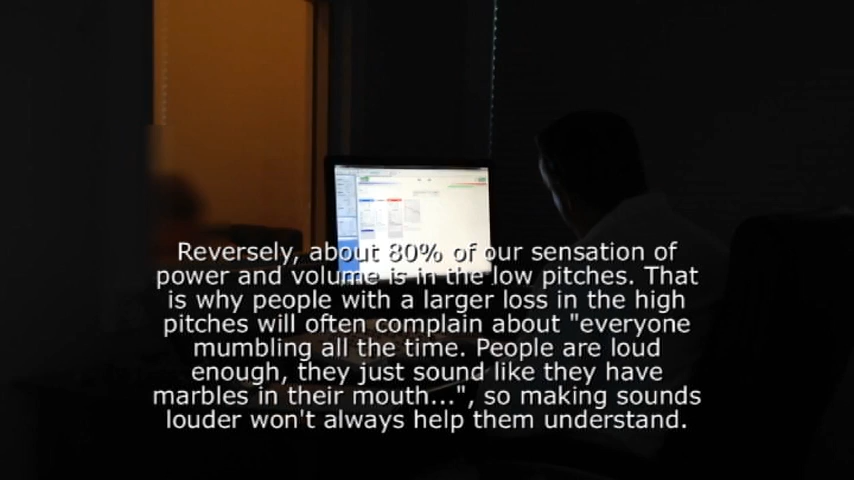 Reversely, about 80% of our sensation of
power and volume is in the low pitches. That
is why people with a larger loss in the high
pitches will often complain about "everyone
mumbling all the time. People are loud
enough, they just sound like they have
marbles in their mouth...", so making sounds
louder won't always help them understand.